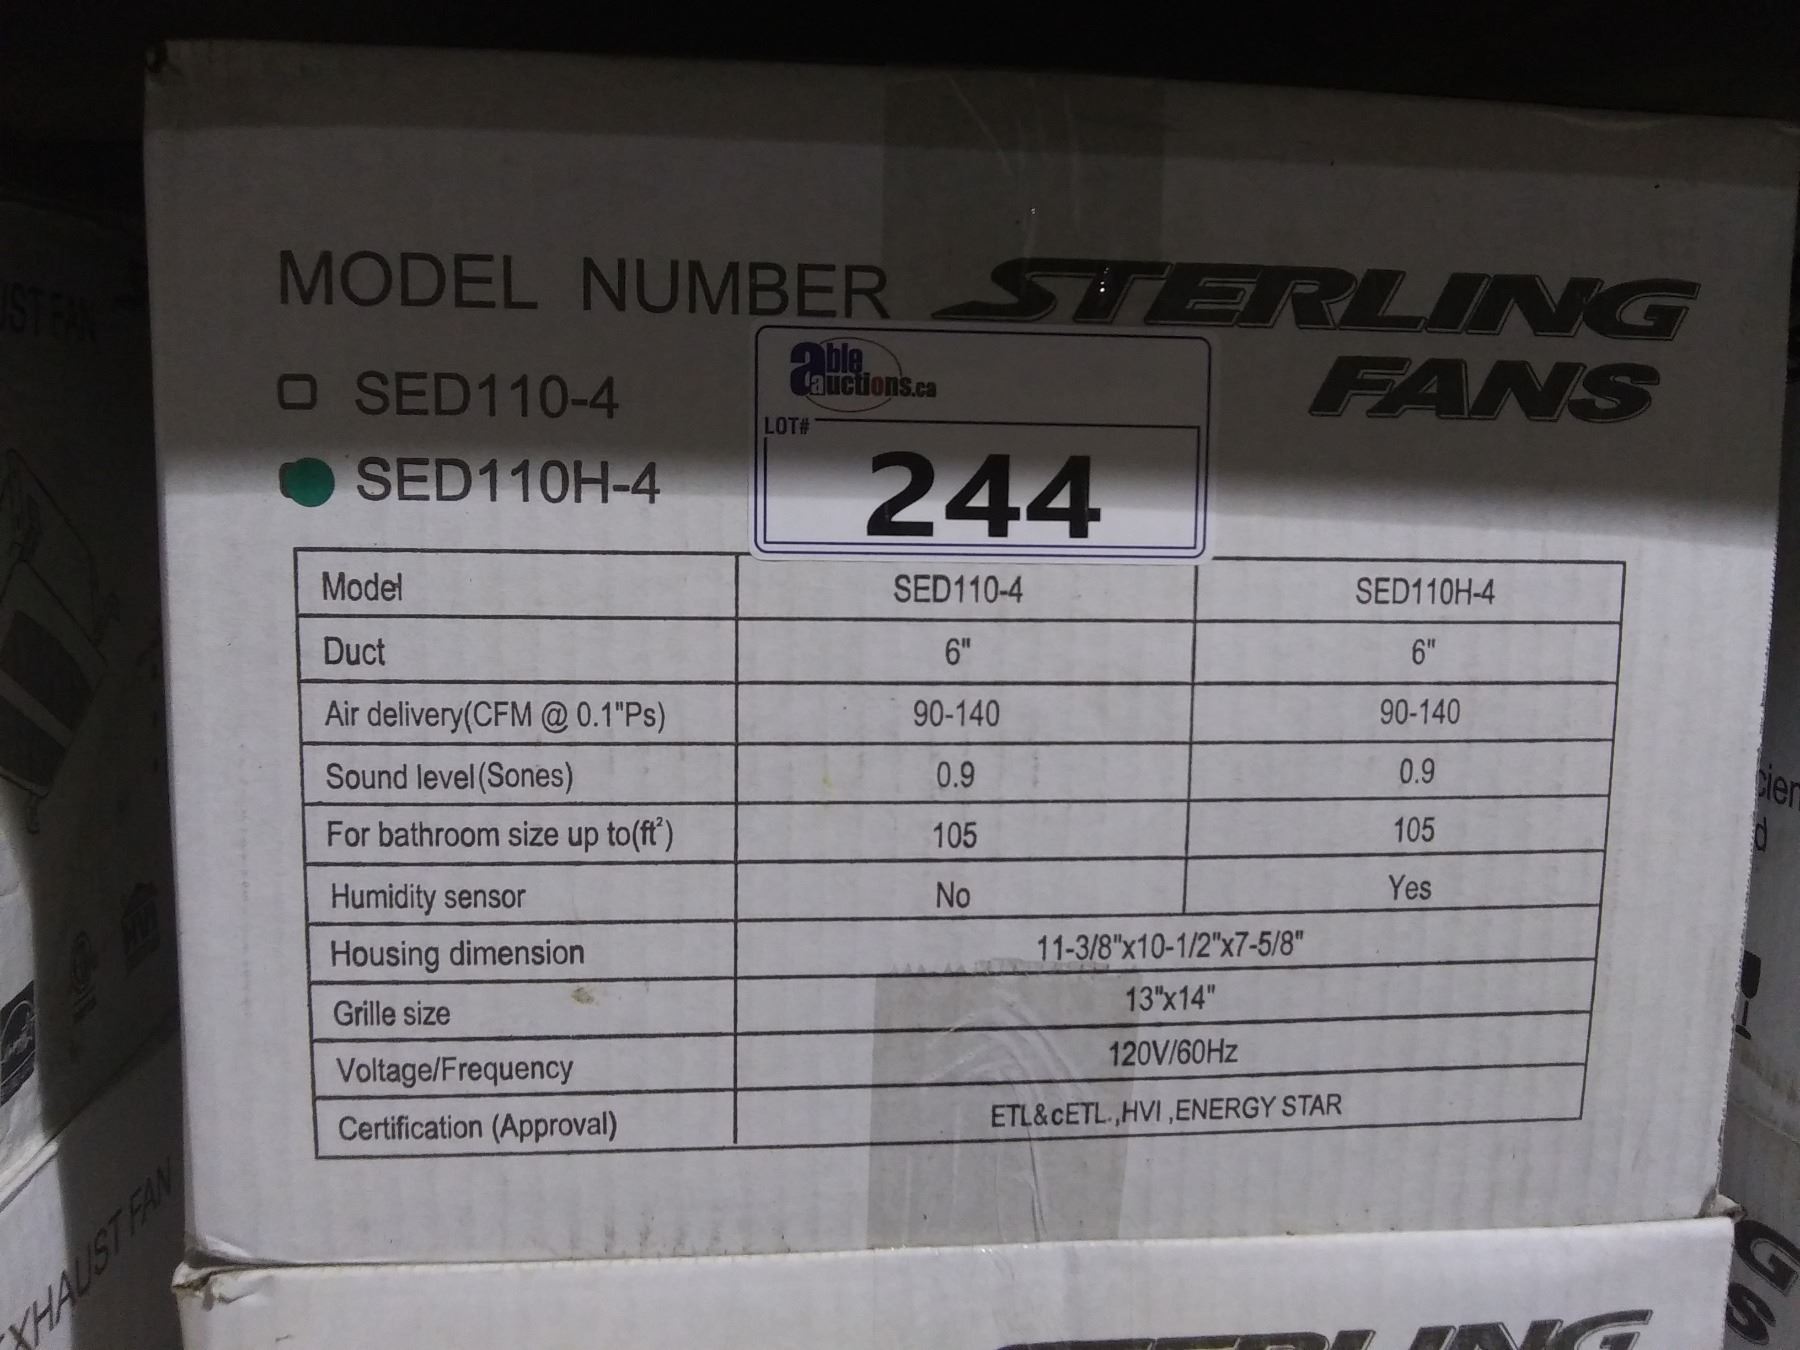 MODEL NUMBER STERLING
FANS
SED110-4
SED110H-4
able
auctions.ca
LOT#
244
Model SED110-4 SED110H-4
Duct 6" 6"
Air delivery(CFM @ 0.1"Ps) 90-140 90-140
Sound level(Sones) 0.9 0.9
For bathroom size up to(ft²) 105 105
Humidity sensor No Yes
Housing dimension 11-3/8"x10-1/2"x7-5/8"
Grille size 13"x14"
Voltage/Frequency 120V/60Hz
Certification (Approval) ETL&cETL.,HVI ,ENERGY STAR
FAN
HVI
EXHAUST FAN
STERLING